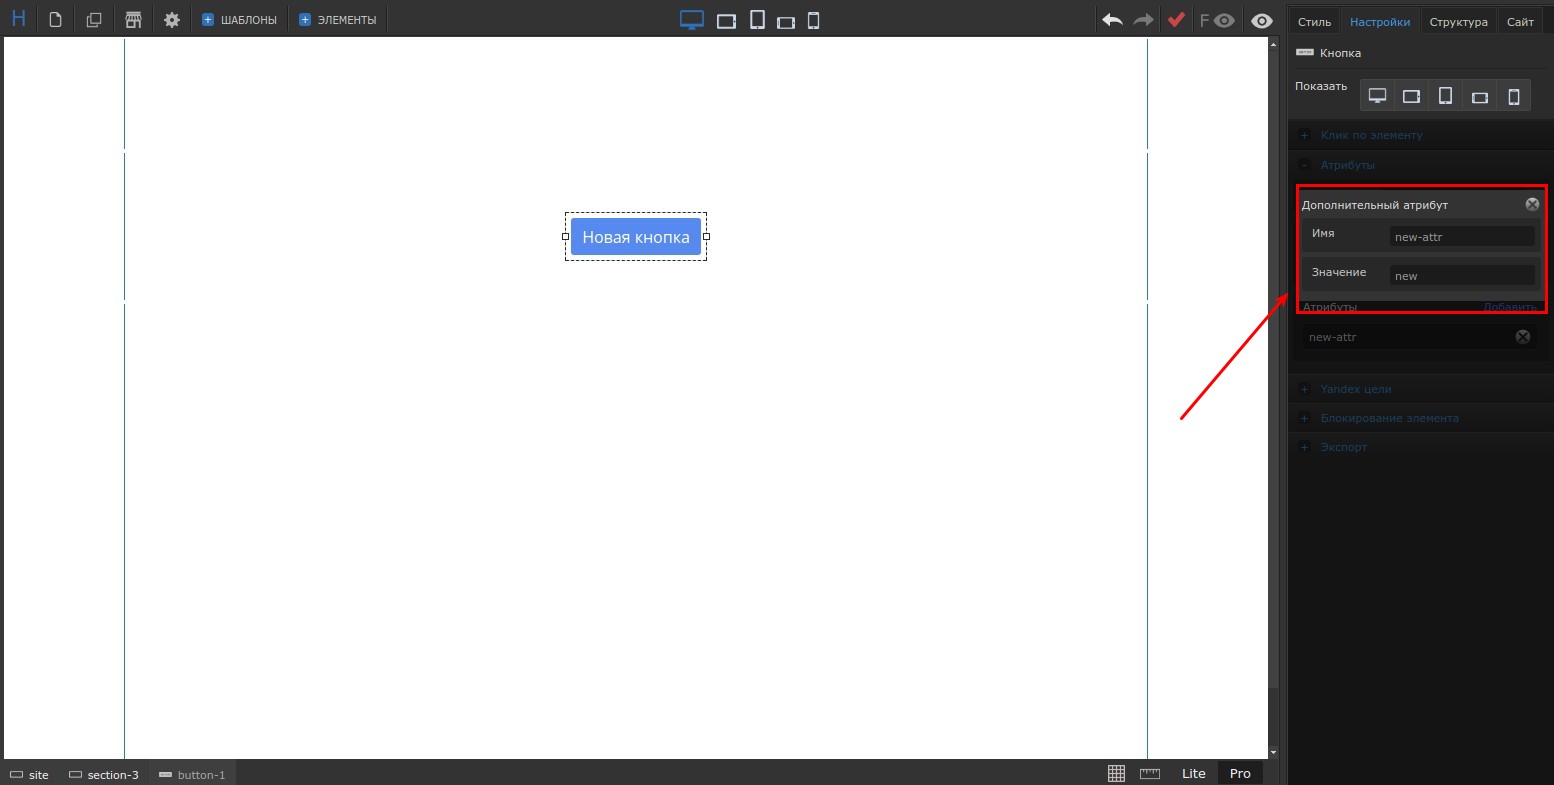 H
ШАБЛОНЫ
ЭЛЕМЕНТЫ
F
Стиль Настройки Структура Сайт
Кнопка
Показать
+ Клик по элементу
- Атрибуты
Дополнительный атрибут
Имя new-attr
Значение new
Атрибуты Добавить
new-attr
+ Yandex цели
+ Блокирование элемента
+ Экспорт
Новая кнопка
site section-3 button-1
Lite Pro